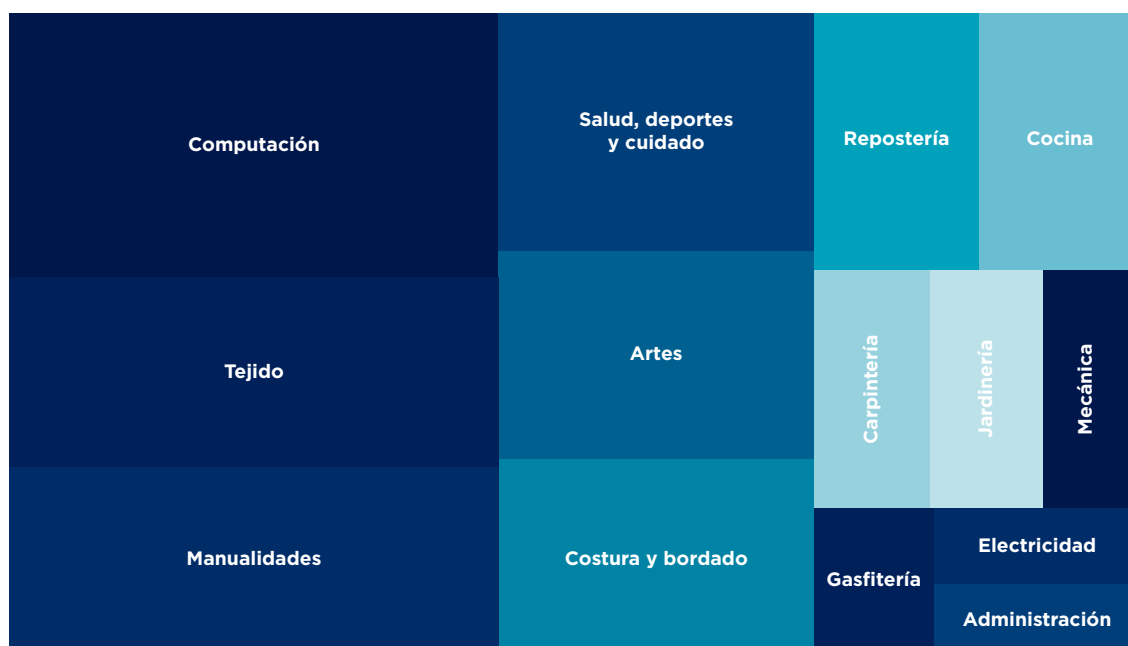 Computación
Salud, deportes
y cuidado
Repostería
Cocina
Tejido
Artes
Carpintería
Jardinería
Mecánica
Manualidades
Costura y bordado
Gasfitería
Electricidad
Administración